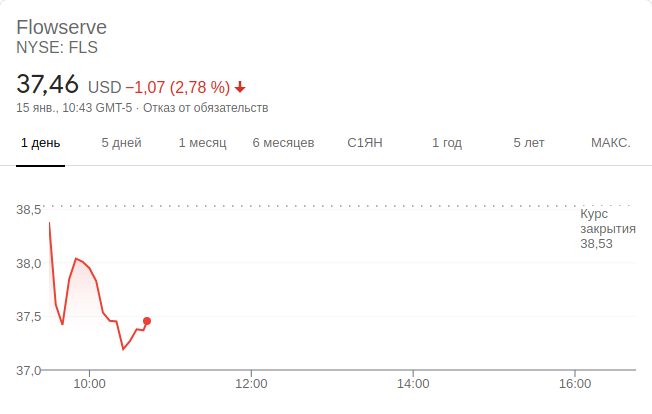 Flowserve
NYSE: FLS
37,46 USD −1,07 (2,78 %)
15 янв., 10:43 GMT-5 · Отказ от обязательств
1 день 5 дней 1 месяц 6 месяцев С1ЯН 1 год 5 лет МАКС.
38,5
Курс
закрытия
38,53
38,0
37,5
37,0
10:00 12:00 14:00 16:00